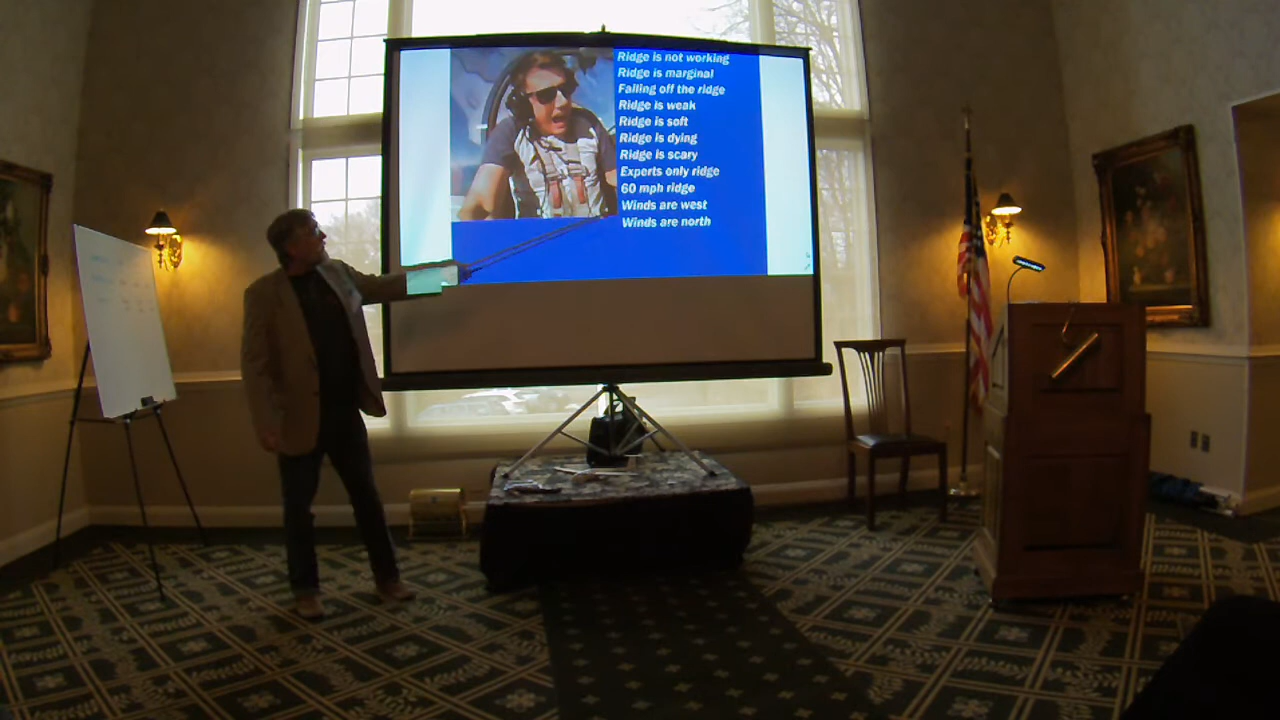 Ridge is not working
Ridge is marginal
Falling off the ridge
Ridge is weak
Ridge is soft
Ridge is dying
Ridge is scary
Experts only ridge
60 mph ridge
Winds are west
Winds are north